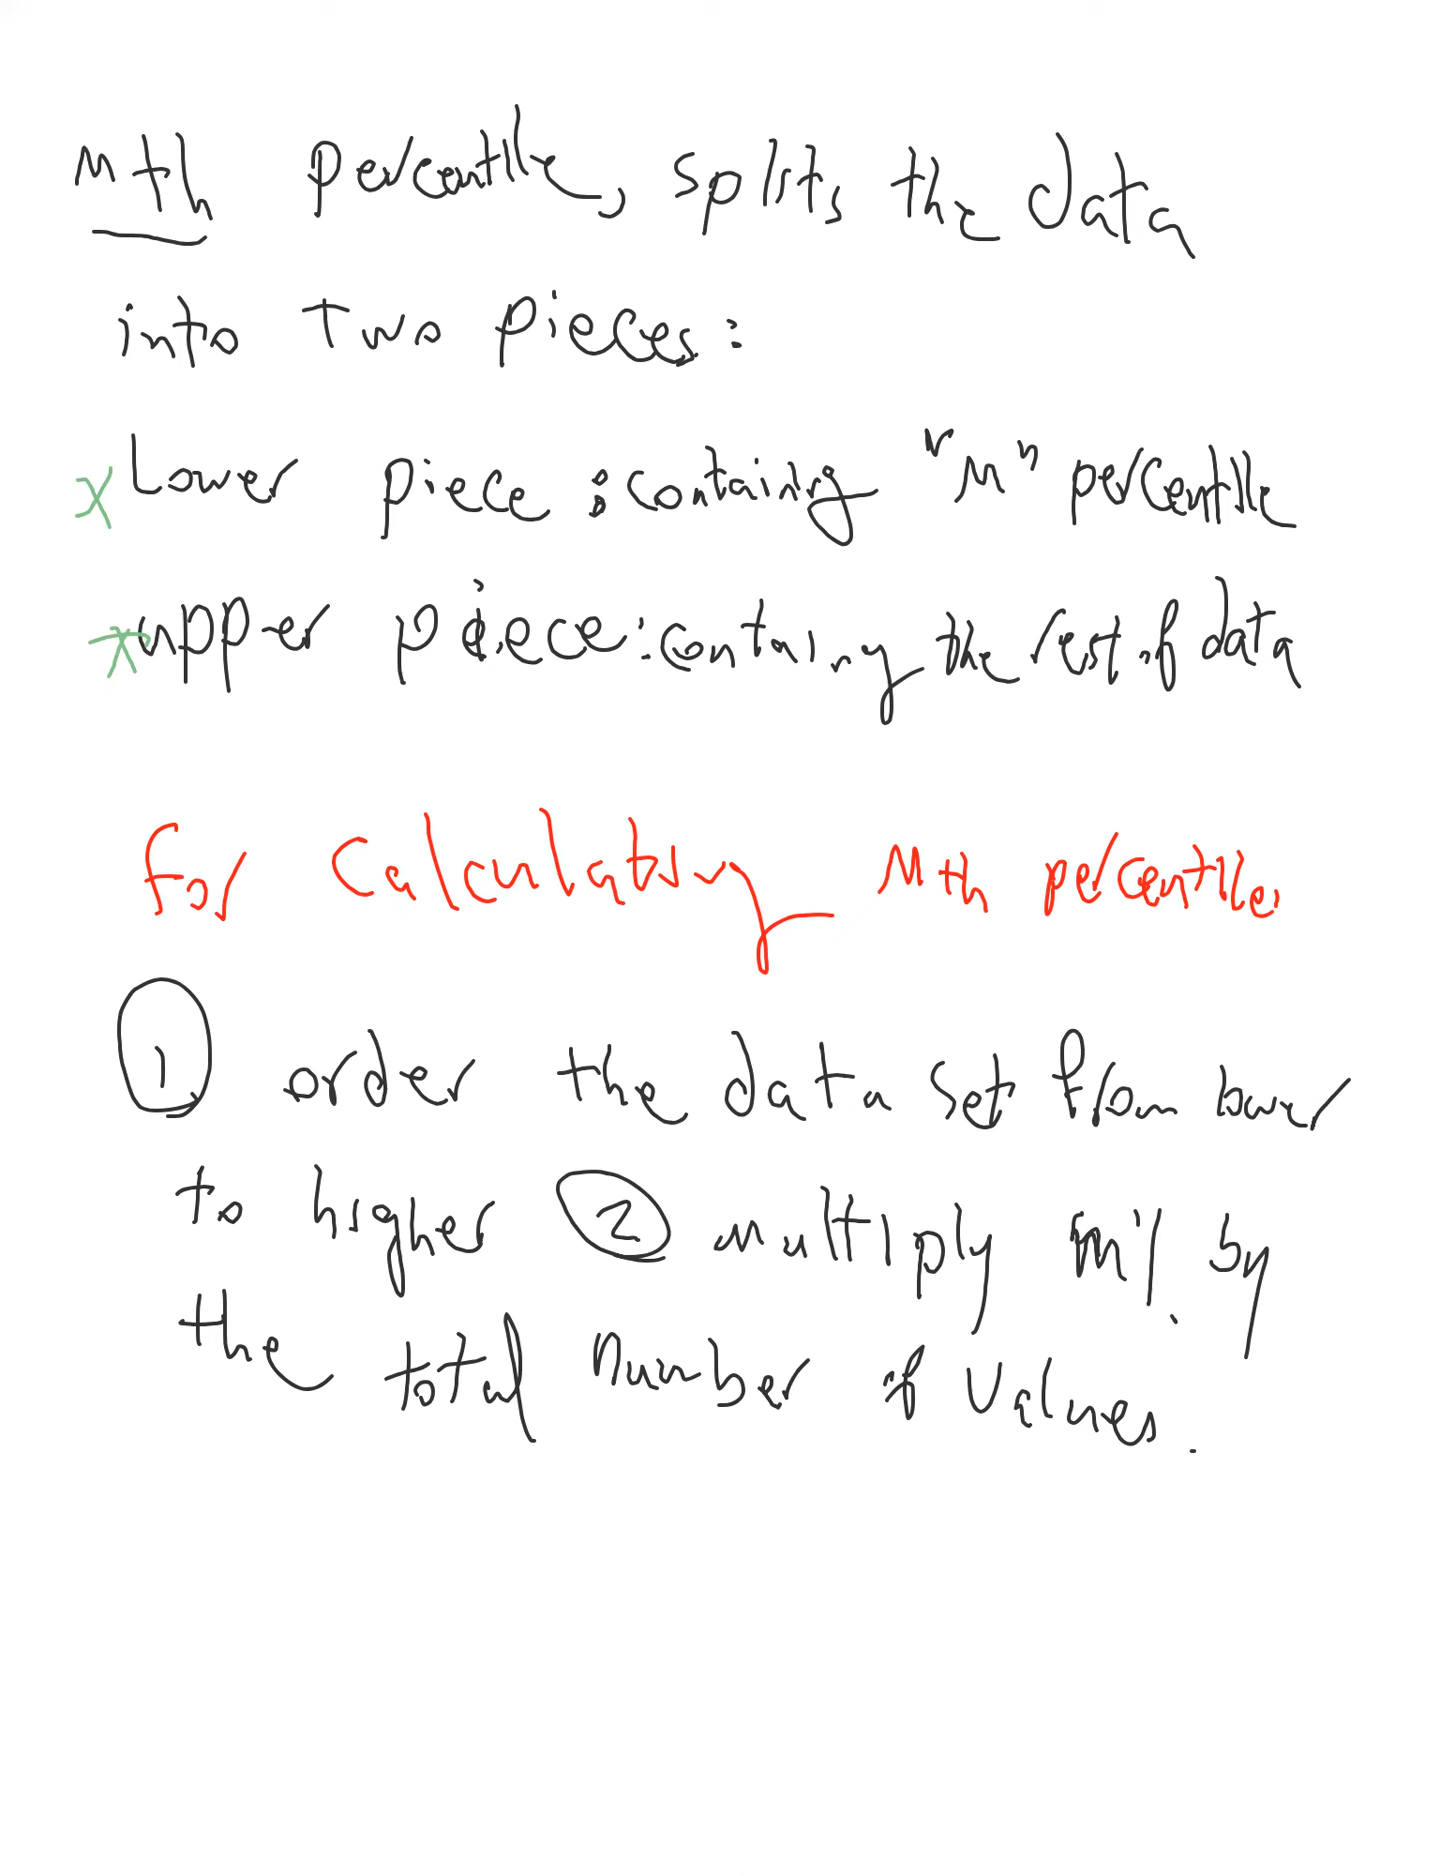 Mth percentile, splits the data
into Two pieces:
x Lower piece : containing "M" percentile
x upper piece : containing the rest of data
For Calculating Mth percentile.
① order the data set from lower
to higher ② multiply m% by
the total number of values.